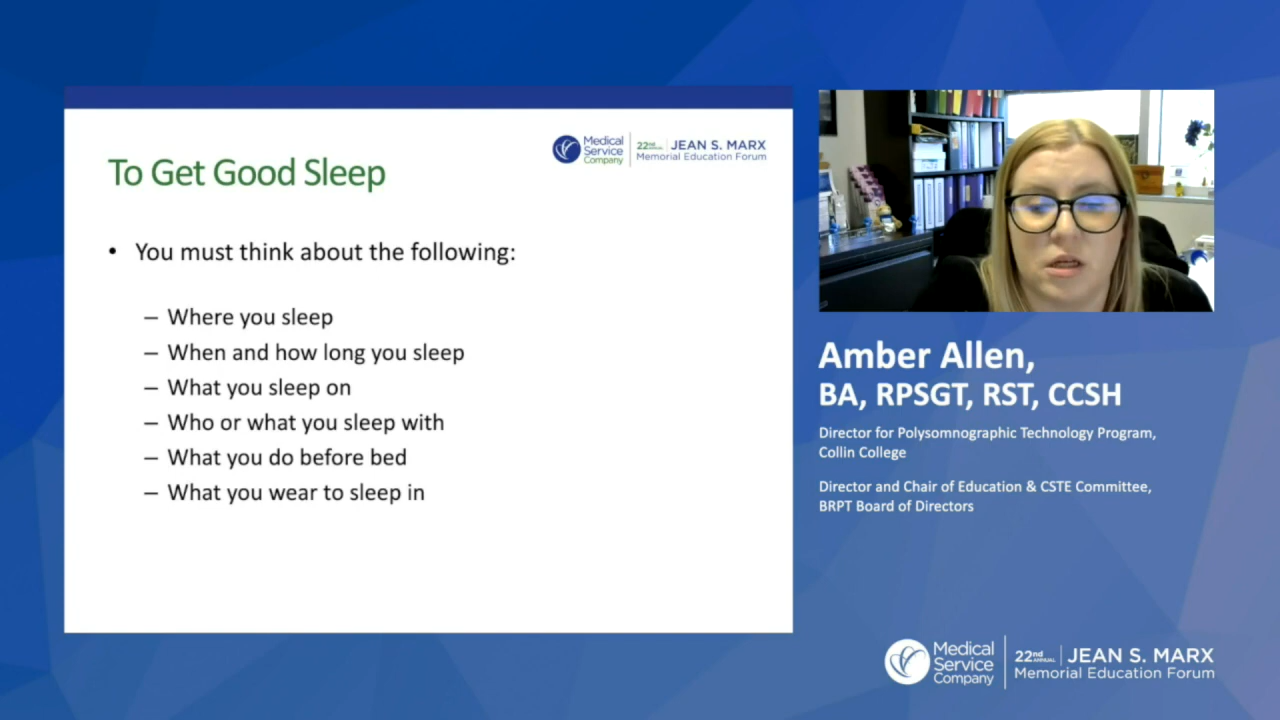 To Get Good Sleep
Medical
Service
Company
22nd ANNUAL
JEAN S. MARX
Memorial Education Forum
• You must think about the following:
– Where you sleep
– When and how long you sleep
– What you sleep on
– Who or what you sleep with
– What you do before bed
– What you wear to sleep in
Amber Allen,
BA, RPSGT, RST, CCSH
Director for Polysomnographic Technology Program,
Collin College
Director and Chair of Education & CSTE Committee,
BRPT Board of Directors
Medical
Service
Company
22nd ANNUAL
JEAN S. MARX
Memorial Education Forum